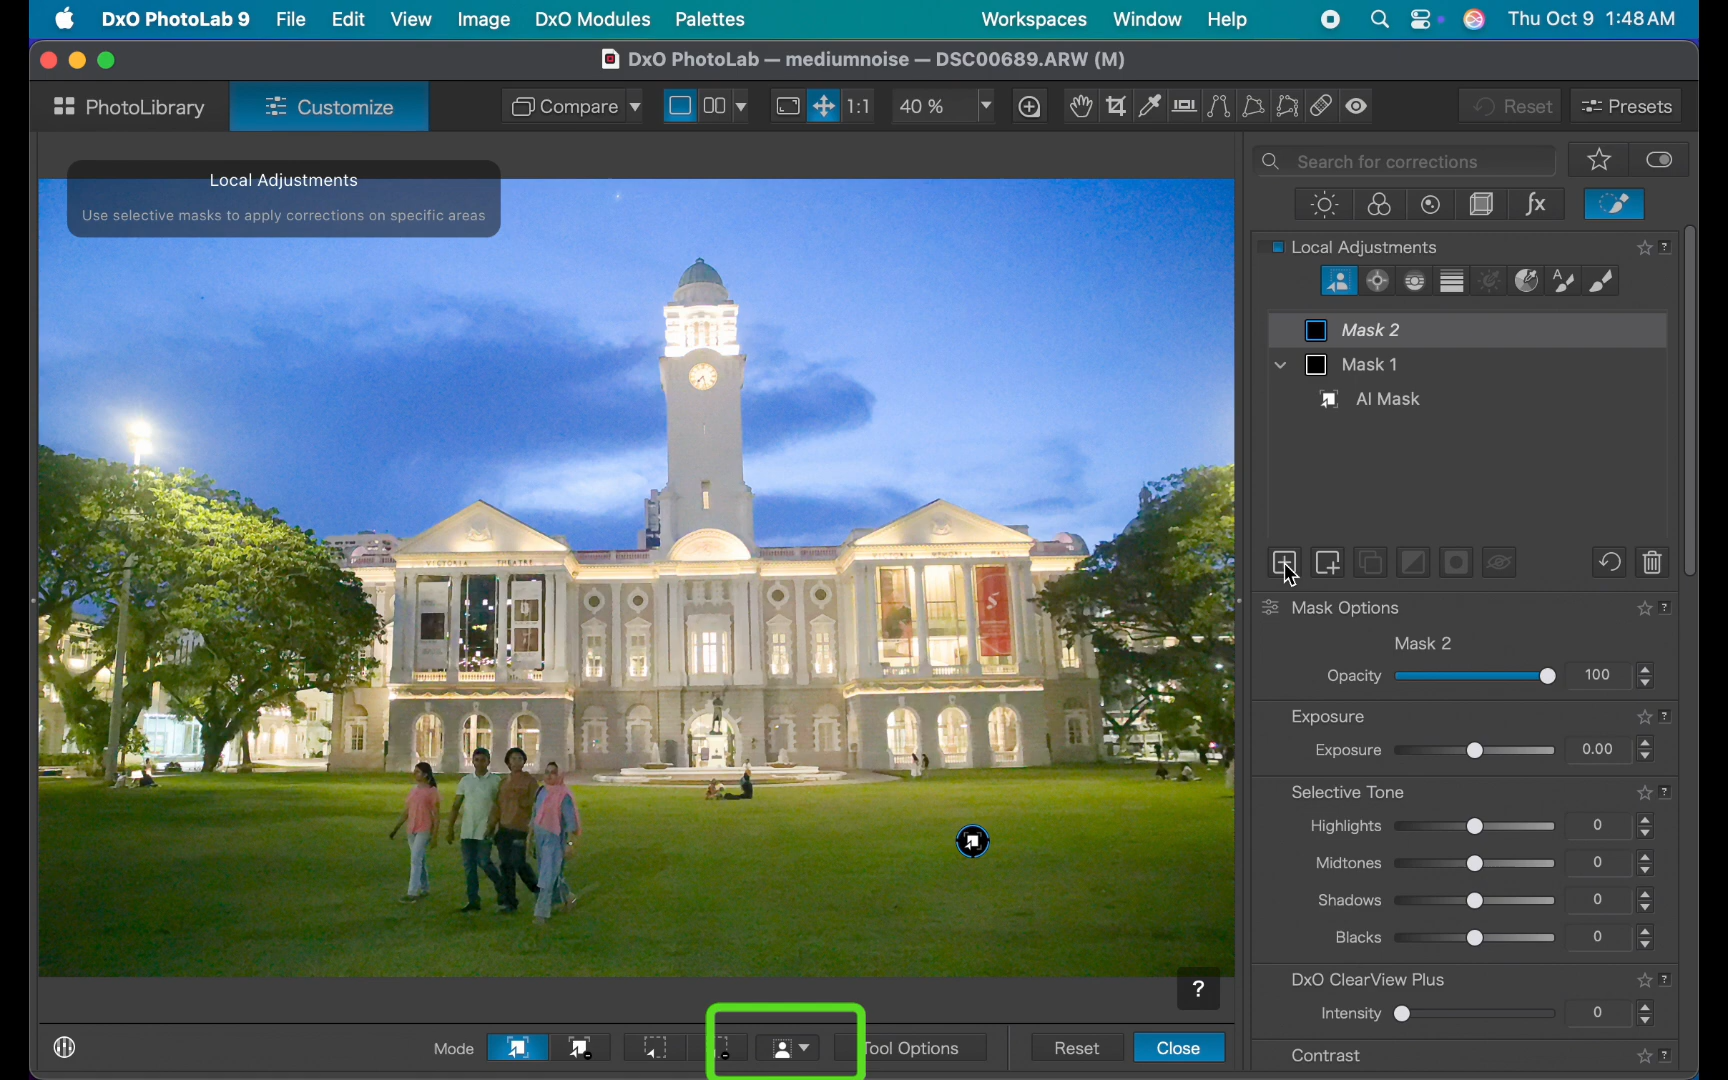 DxO PhotoLab 9 File Edit View Image DxO Modules Palettes Workspaces Window Help Thu Oct 9 1:48 AM
DxO PhotoLab — mediumnoise — DSC00689.ARW (M)
PhotoLibrary Customize Compare 1:1 40 % Reset Presets
Search for corrections
Local Adjustments
Use selective masks to apply corrections on specific areas
fx
Local Adjustments ?
A
Mask 2
Mask 1
AI Mask
VICTORIA THEATRE
Mask Options ?
Mask 2
Opacity 100
Exposure ?
Exposure 0.00
Selective Tone ?
Highlights 0
Midtones 0
Shadows 0
Blacks 0
DxO ClearView Plus ?
Intensity 0
Contrast ?
?
Mode Tool Options Reset Close